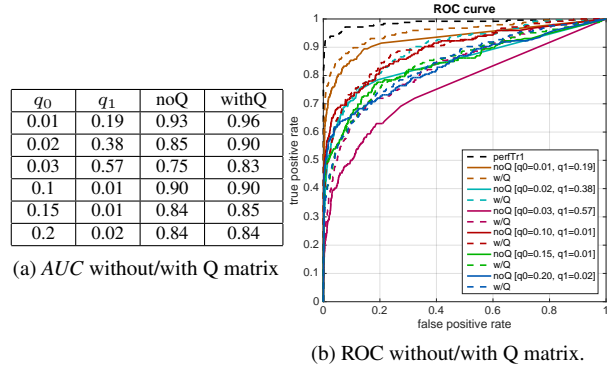 q0 q1 noQ withQ
0.01 0.19 0.93 0.96
0.02 0.38 0.85 0.90
0.03 0.57 0.75 0.83
0.1 0.01 0.90 0.90
0.15 0.01 0.84 0.85
0.2 0.02 0.84 0.84
(a) AUC without/with Q matrix
ROC curve
true positive rate
1
0.9
0.8
0.7
0.6
0.5
0.4
0.3
0.2
0.1
0
0 0.2 0.4 0.6 0.8 1
false positive rate
perfTr1
noQ [q0=0.01, q1=0.19]
w/Q
noQ [q0=0.02, q1=0.38]
w/Q
noQ [q0=0.03, q1=0.57]
w/Q
noQ [q0=0.10, q1=0.01]
w/Q
noQ [q0=0.15, q1=0.01]
w/Q
noQ [q0=0.20, q1=0.02]
w/Q
(b) ROC without/with Q matrix.